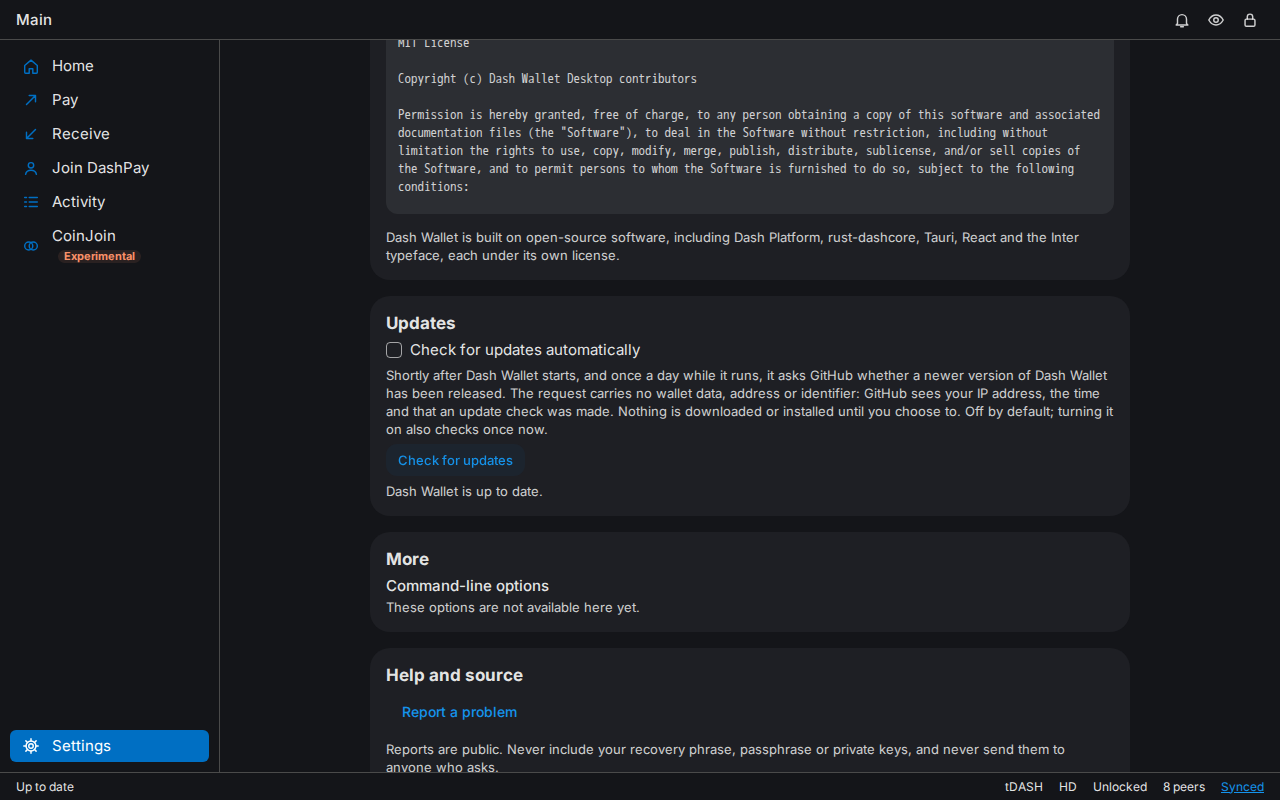 Main
Home
Pay
Receive
Join DashPay
Activity
CoinJoin
Experimental
Settings
MIT License
Copyright (c) Dash Wallet Desktop contributors
Permission is hereby granted, free of charge, to any person obtaining a copy of this software and associated
documentation files (the "Software"), to deal in the Software without restriction, including without
limitation the rights to use, copy, modify, merge, publish, distribute, sublicense, and/or sell copies of
the Software, and to permit persons to whom the Software is furnished to do so, subject to the following
conditions:
Dash Wallet is built on open-source software, including Dash Platform, rust-dashcore, Tauri, React and the Inter
typeface, each under its own license.
Updates
Check for updates automatically
Shortly after Dash Wallet starts, and once a day while it runs, it asks GitHub whether a newer version of Dash Wallet
has been released. The request carries no wallet data, address or identifier: GitHub sees your IP address, the time
and that an update check was made. Nothing is downloaded or installed until you choose to. Off by default; turning it
on also checks once now.
Check for updates
Dash Wallet is up to date.
More
Command-line options
These options are not available here yet.
Help and source
Report a problem
Reports are public. Never include your recovery phrase, passphrase or private keys, and never send them to
anyone who asks.
Up to date
tDASH HD Unlocked 8 peers Synced